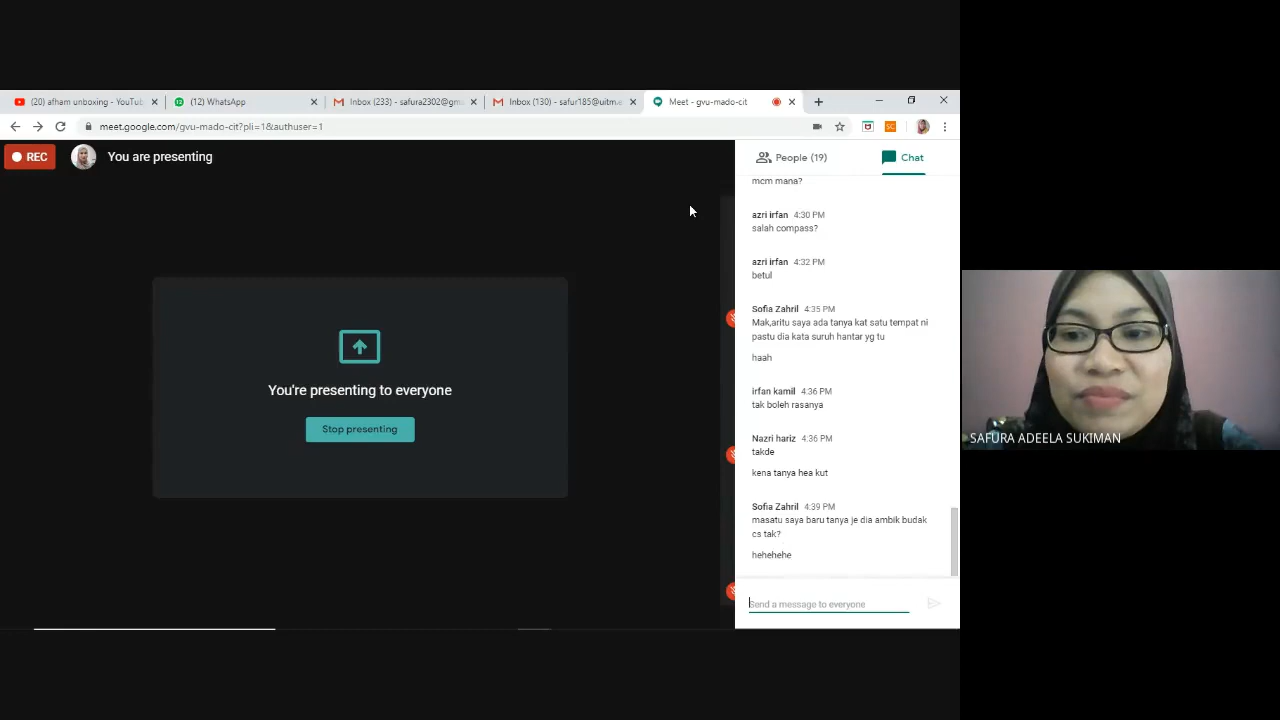 (20) afham unboxing - YouTub
(12) WhatsApp
Inbox (233) - safura2302@gm
Inbox (130) - safur185@uitm.e
Meet - gvu-mado-cit
meet.google.com/gvu-mado-cit?pli=1&authuser=1
SC
REC
You are presenting
People (19)
Chat
mcm mana?
azri irfan 4:30 PM
salah compass?
azri irfan 4:32 PM
betul
Sofia Zahril 4:35 PM
Mak,aritu saya ada tanya kat satu tempat ni
pastu dia kata suruh hantar yg tu
haah
irfan kamil 4:36 PM
tak boleh rasanya
Nazri hariz 4:36 PM
takde
kena tanya hea kut
Sofia Zahril 4:39 PM
masatu saya baru tanya je dia ambik budak
cs tak?
hehehehe
Send a message to everyone
You're presenting to everyone
Stop presenting
SAFURA ADEELA SUKIMAN